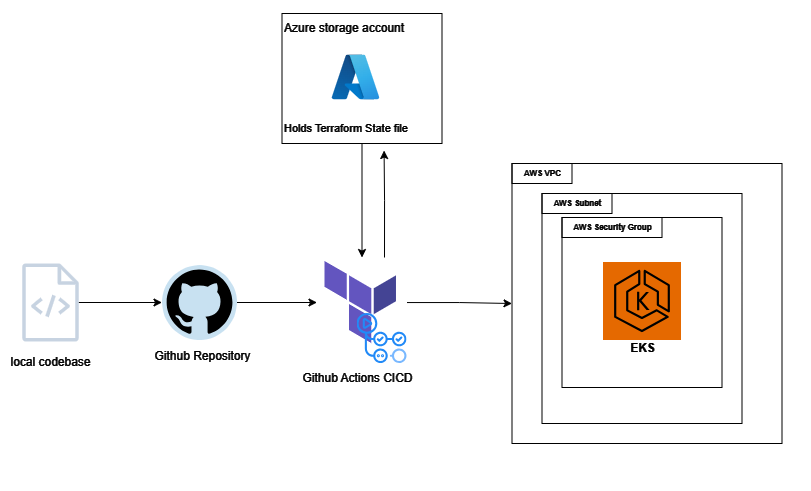 Azure storage account
Holds Terraform State file
AWS VPC
AWS Subnet
AWS Security Group
K
EKS
local codebase
Github Repository
Github Actions CICD